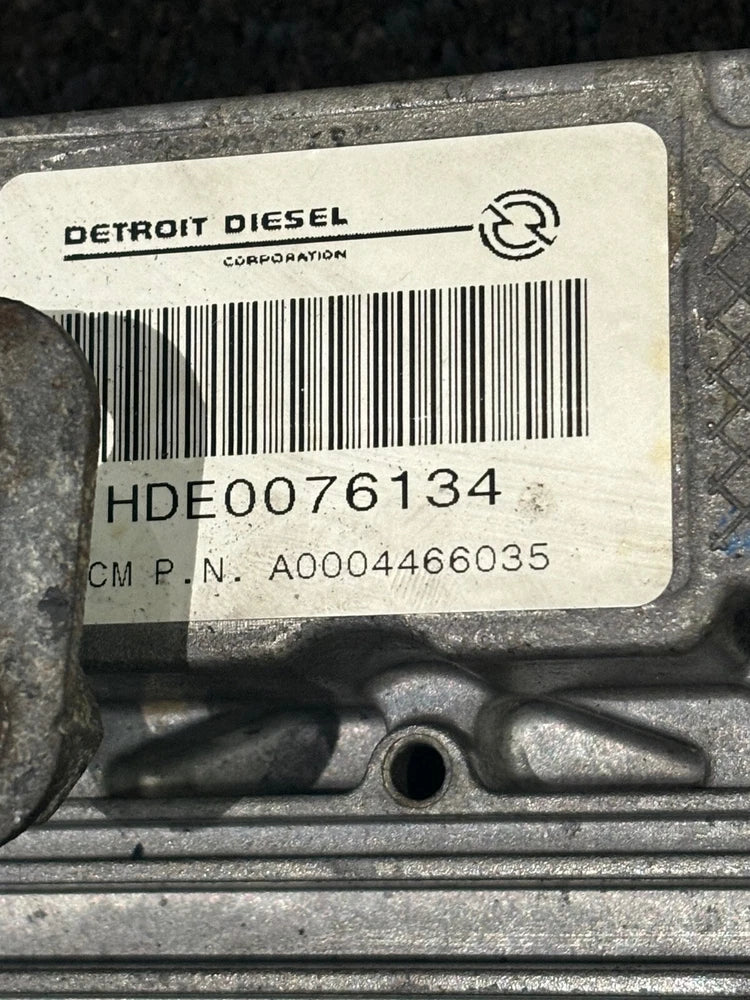 DETROIT DIESEL
CORPORATION
HDE0076134
CM P.N. A0004466035